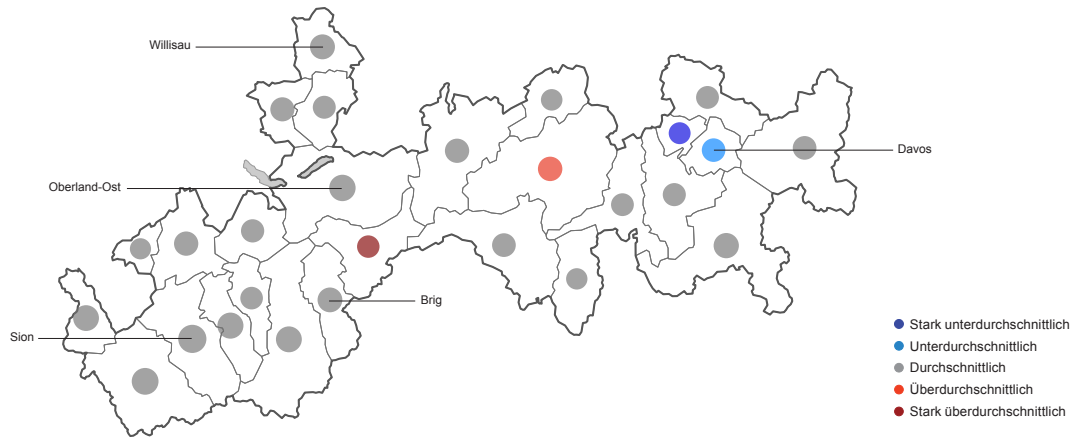 Willisau
Davos
Oberland-Ost
Brig
Sion
Stark unterdurchschnittlich
Unterdurchschnittlich
Durchschnittlich
Überdurchschnittlich
Stark überdurchschnittlich